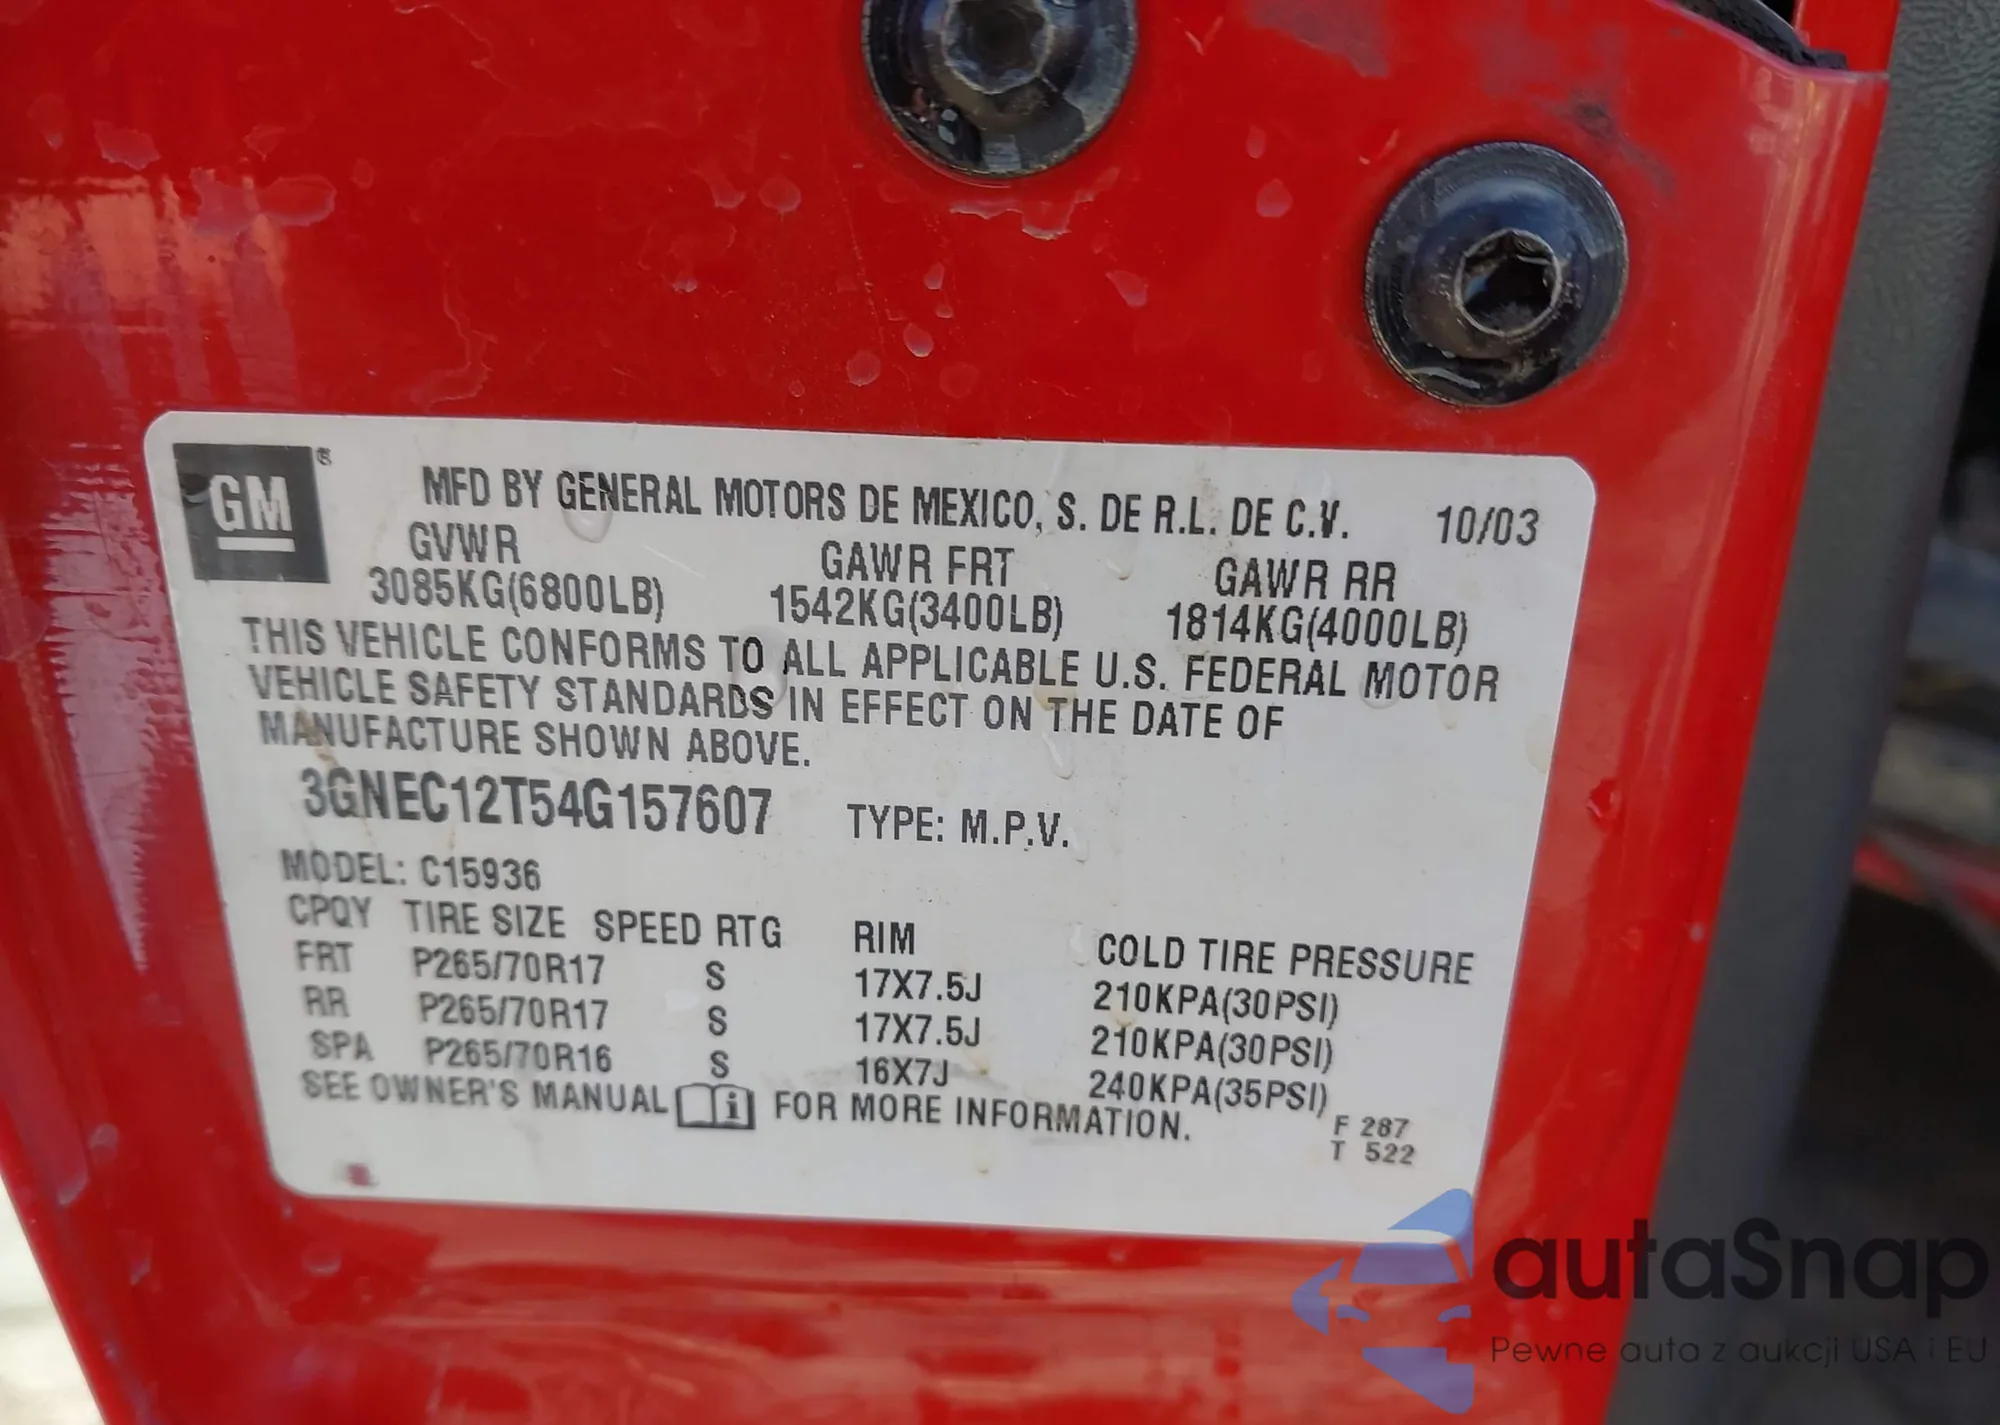 GM ®
MFD BY GENERAL MOTORS DE MEXICO, S. DE R.L. DE C.V. 10/03
GVWR GAWR FRT GAWR RR
3085KG(6800LB) 1542KG(3400LB) 1814KG(4000LB)
THIS VEHICLE CONFORMS TO ALL APPLICABLE U.S. FEDERAL MOTOR
VEHICLE SAFETY STANDARDS IN EFFECT ON THE DATE OF
MANUFACTURE SHOWN ABOVE.
3GNEC12T54G157607 TYPE: M.P.V.
MODEL: C15936
CPQY TIRE SIZE SPEED RTG RIM COLD TIRE PRESSURE
FRT P265/70R17 S 17X7.5J 210KPA(30PSI)
RR P265/70R17 S 17X7.5J 210KPA(30PSI)
SPA P265/70R16 S 16X7J 240KPA(35PSI)
SEE OWNER'S MANUAL i FOR MORE INFORMATION.
F 287
T 522
autaSnap
Pewne auta z aukcji USA i EU